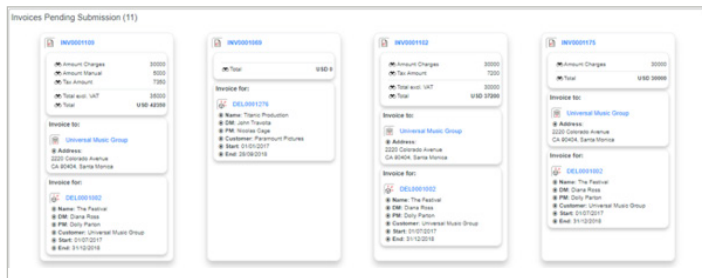 Invoices Pending Submission (11)
INV0001109
Amount Charges 30000
Amount Manual 5000
Tax Amount 7350
Total excl. VAT 35000
Total USD 42350
Invoice to:
Universal Music Group
Address:
2220 Colorado Avenue
CA 90404, Santa Monica
Invoice for:
DEL0001002
Name: The Festival
DM: Diana Ross
PM: Dolly Parton
Customer: Universal Music Group
Start: 01/07/2017
End: 31/12/2018
INV0001069
Total USD 0
Invoice for:
DEL0001276
Name: Titanic Production
DM: John Travolta
PM: Nicolas Cage
Customer: Paramount Pictures
Start: 01/01/2017
End: 28/09/2018
INV0001102
Amount Charges 30000
Tax Amount 7200
Total excl. VAT 30000
Total USD 37200
Invoice to:
Universal Music Group
Address:
2220 Colorado Avenue
CA 90404, Santa Monica
Invoice for:
DEL0001002
Name: The Festival
DM: Diana Ross
PM: Dolly Parton
Customer: Universal Music Group
Start: 01/07/2017
End: 31/12/2018
INV0001175
Amount Charges 30000
Total USD 30000
Invoice to:
Universal Music Group
Address:
2220 Colorado Avenue
CA 90404, Santa Monica
Invoice for:
DEL0001002
Name: The Festival
DM: Diana Ross
PM: Dolly Parton
Customer: Universal Music Group
Start: 01/07/2017
End: 31/12/2018